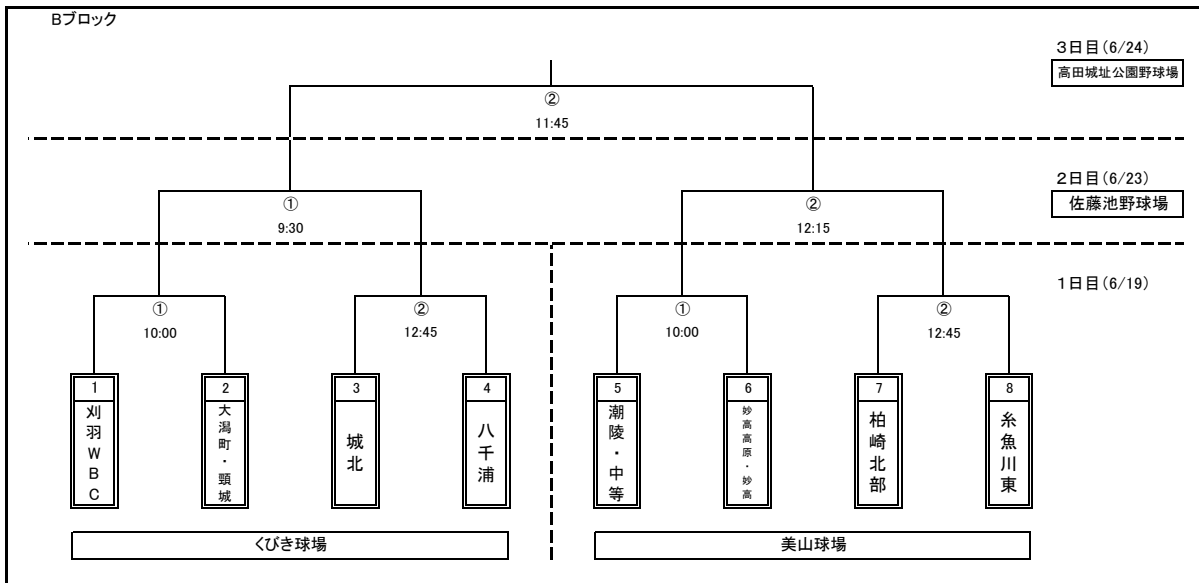 Bブロック
3日目(6/24)
高田城址公園野球場
②
11:45
2日目(6/23)
佐藤池野球場
①
9:30
②
12:15
1日目(6/19)
①
10:00
②
12:45
①
10:00
②
12:45
1
刈羽WBC
2
大潟町・頸城
3
城北
4
八千浦
5
潮陵・中等
6
妙高高原・妙高
7
柏崎北部
8
糸魚川東
くびき球場
美山球場